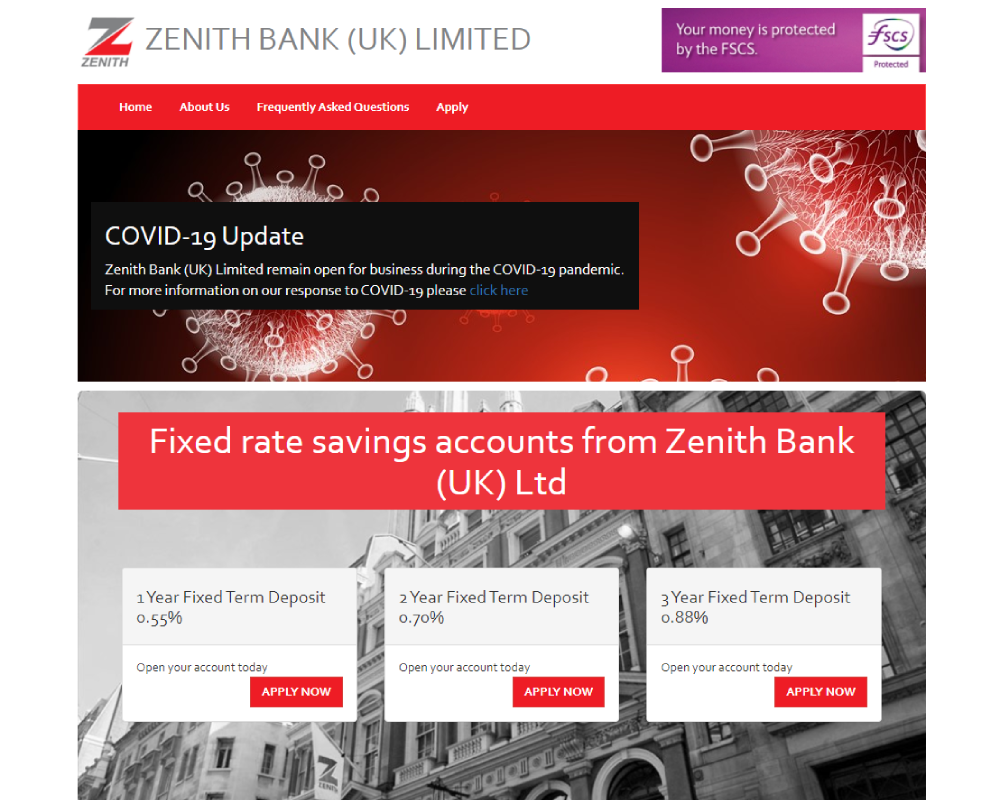 ZENITH
ZENITH BANK (UK) LIMITED
Your money is protected
by the FSCS.
fscs
Protected
Home About Us Frequently Asked Questions Apply
COVID-19 Update
Zenith Bank (UK) Limited remain open for business during the COVID-19 pandemic.
For more information on our response to COVID-19 please click here
Fixed rate savings accounts from Zenith Bank
(UK) Ltd
1 Year Fixed Term Deposit
0.55%
Open your account today
APPLY NOW
2 Year Fixed Term Deposit
0.70%
Open your account today
APPLY NOW
3 Year Fixed Term Deposit
0.88%
Open your account today
APPLY NOW
ZENITH